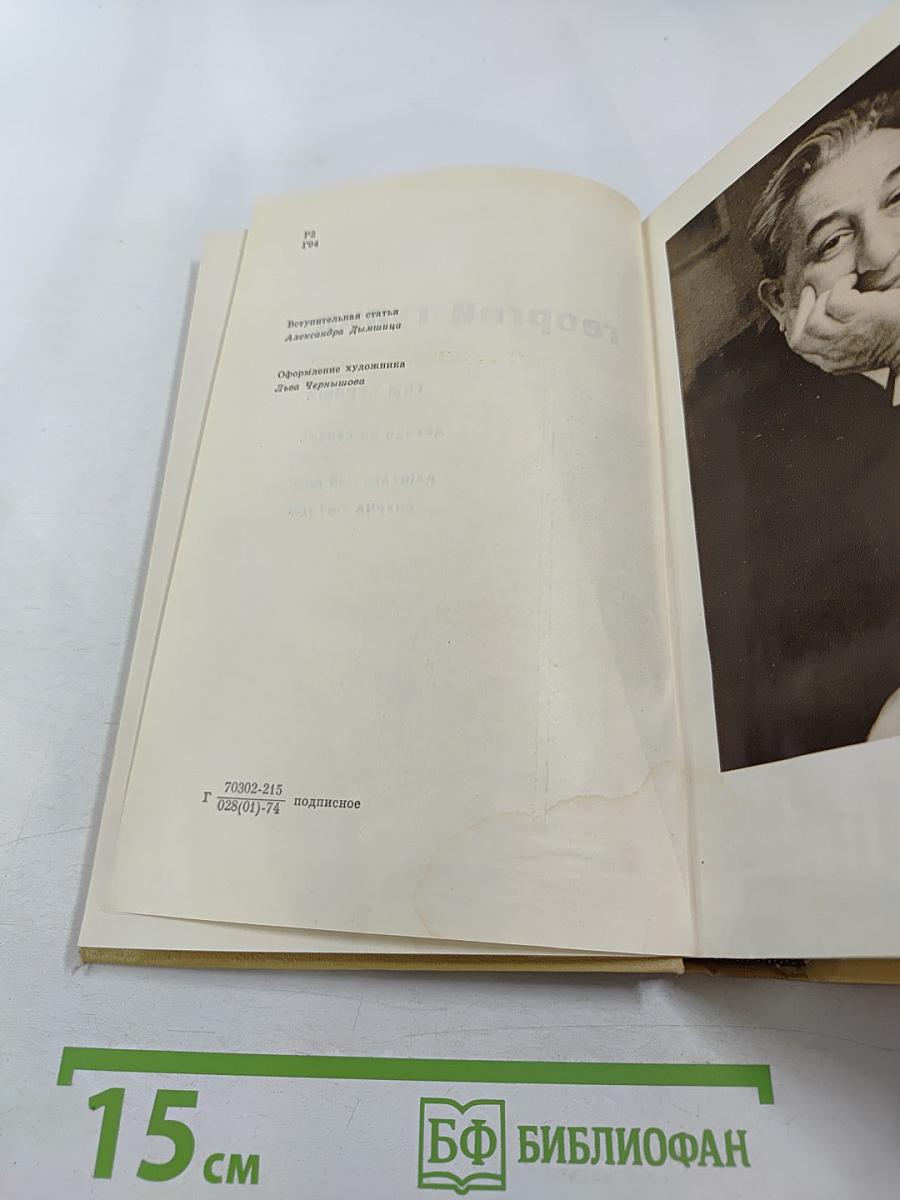 Р2
Г94
Вступительная статья
Александра Дымшица
Оформление художника
Льва Чернышова
Г 70302-215
028(01)-74 подписное
15 см
БФ БИБЛИОФАН